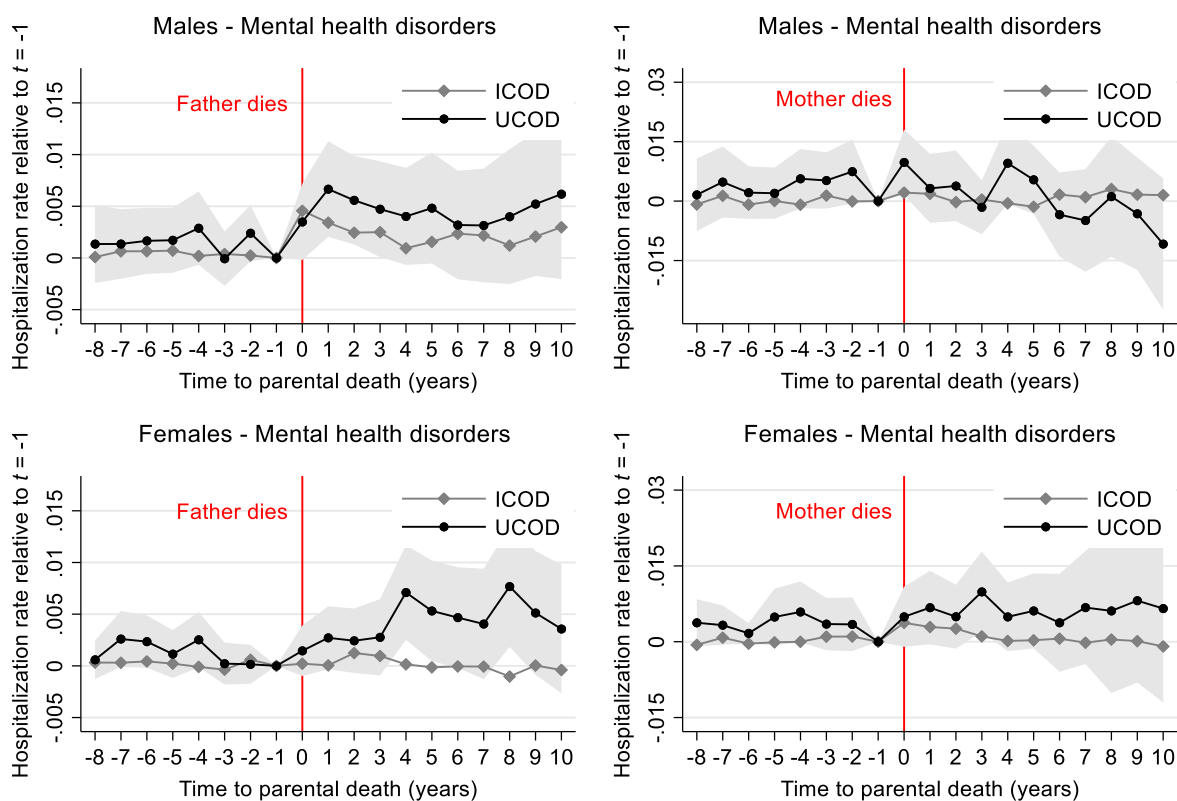 Males - Mental health disorders
Hospitalization rate relative to t = -1
.015
.01
.005
0
-.005
Father dies
ICOD
UCOD
-8 -7 -6 -5 -4 -3 -2 -1 0 1 2 3 4 5 6 7 8 9 10
Time to parental death (years)
Males - Mental health disorders
Hospitalization rate relative to t = -1
.03
.015
0
-.015
Mother dies
ICOD
UCOD
-8 -7 -6 -5 -4 -3 -2 -1 0 1 2 3 4 5 6 7 8 9 10
Time to parental death (years)
Females - Mental health disorders
Hospitalization rate relative to t = -1
.015
.01
.005
0
-.005
Father dies
ICOD
UCOD
-8 -7 -6 -5 -4 -3 -2 -1 0 1 2 3 4 5 6 7 8 9 10
Time to parental death (years)
Females - Mental health disorders
Hospitalization rate relative to t = -1
.03
.015
0
-.015
Mother dies
ICOD
UCOD
-8 -7 -6 -5 -4 -3 -2 -1 0 1 2 3 4 5 6 7 8 9 10
Time to parental death (years)